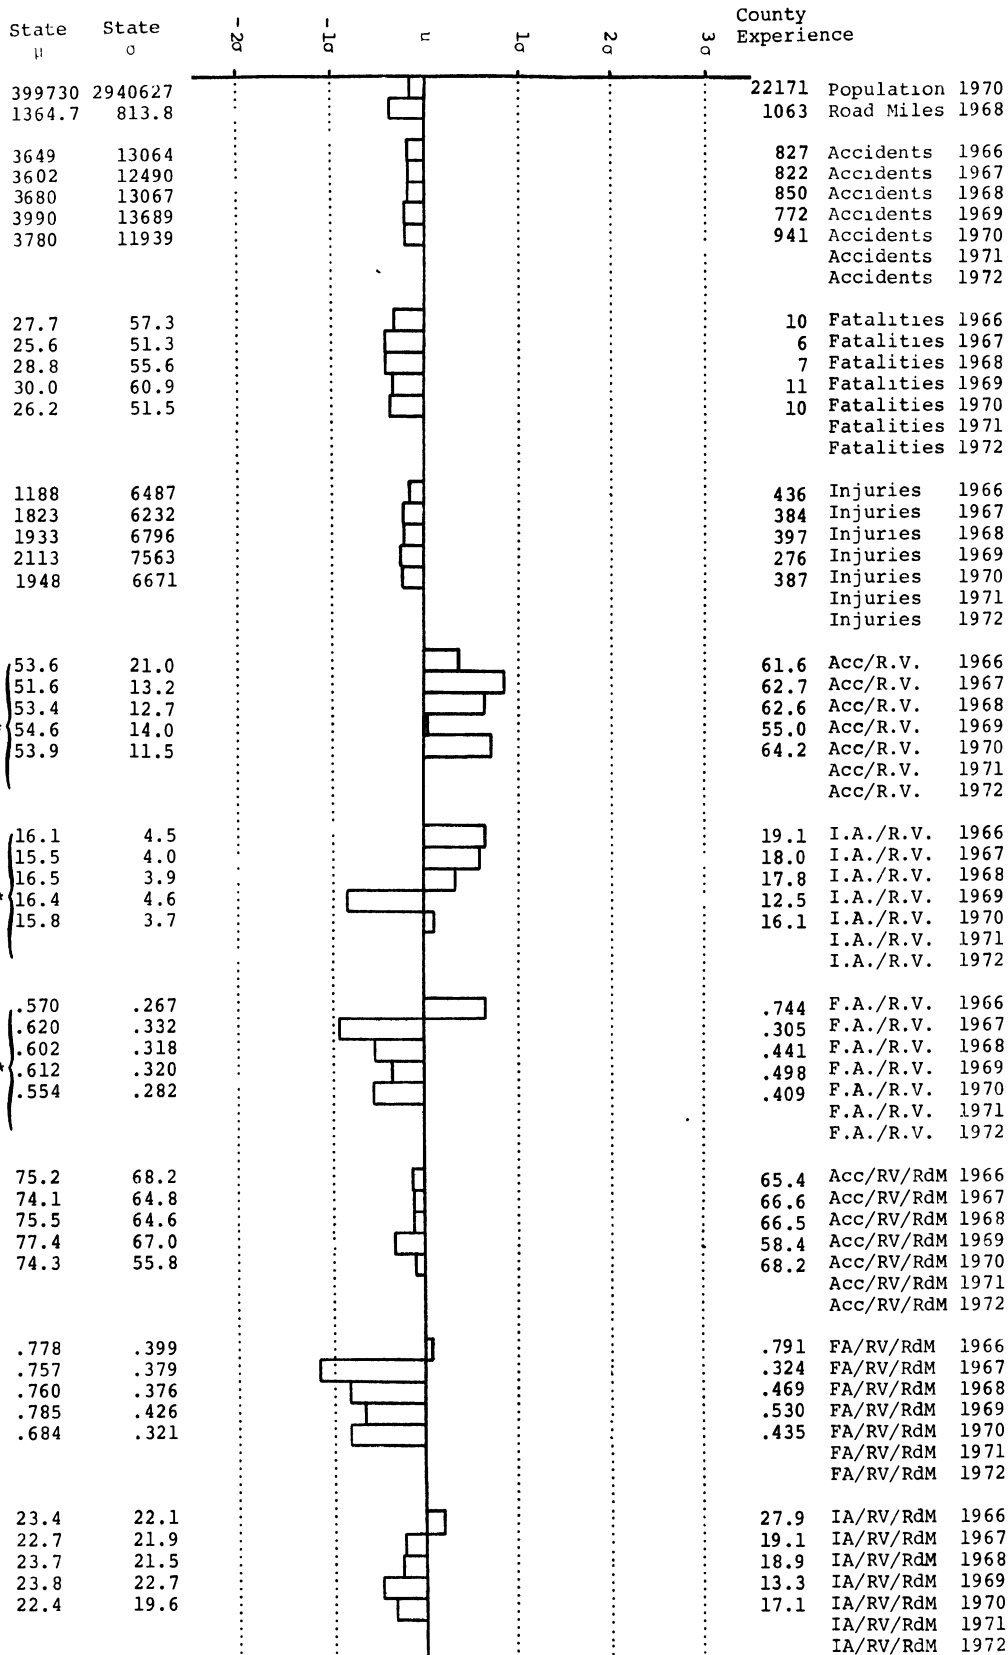 State State -2σ -1σ μ 1σ 2σ 3σ County
μ σ Experience
399730 2940627 22171 Population 1970
1364.7 813.8 1063 Road Miles 1968
3649 13064 827 Accidents 1966
3602 12490 822 Accidents 1967
3680 13067 850 Accidents 1968
3990 13689 772 Accidents 1969
3780 11939 941 Accidents 1970
Accidents 1971
Accidents 1972
27.7 57.3 10 Fatalities 1966
25.6 51.3 6 Fatalities 1967
28.8 55.6 7 Fatalities 1968
30.0 60.9 11 Fatalities 1969
26.2 51.5 10 Fatalities 1970
Fatalities 1971
Fatalities 1972
1188 6487 436 Injuries 1966
1823 6232 384 Injuries 1967
1933 6796 397 Injuries 1968
2113 7563 276 Injuries 1969
1948 6671 387 Injuries 1970
Injuries 1971
Injuries 1972
53.6 21.0 61.6 Acc/R.V. 1966
51.6 13.2 62.7 Acc/R.V. 1967
53.4 12.7 62.6 Acc/R.V. 1968
* 54.6 14.0 55.0 Acc/R.V. 1969
53.9 11.5 64.2 Acc/R.V. 1970
Acc/R.V. 1971
Acc/R.V. 1972
16.1 4.5 19.1 I.A./R.V. 1966
15.5 4.0 18.0 I.A./R.V. 1967
16.5 3.9 17.8 I.A./R.V. 1968
* 16.4 4.6 12.5 I.A./R.V. 1969
15.8 3.7 16.1 I.A./R.V. 1970
I.A./R.V. 1971
I.A./R.V. 1972
.570 .267 .744 F.A./R.V. 1966
.620 .332 .305 F.A./R.V. 1967
.602 .318 .441 F.A./R.V. 1968
* .612 .320 .498 F.A./R.V. 1969
.554 .282 .409 F.A./R.V. 1970
F.A./R.V. 1971
F.A./R.V. 1972
75.2 68.2 65.4 Acc/RV/RdM 1966
74.1 64.8 66.6 Acc/RV/RdM 1967
75.5 64.6 66.5 Acc/RV/RdM 1968
77.4 67.0 58.4 Acc/RV/RdM 1969
74.3 55.8 68.2 Acc/RV/RdM 1970
Acc/RV/RdM 1971
Acc/RV/RdM 1972
.778 .399 .791 FA/RV/RdM 1966
.757 .379 .324 FA/RV/RdM 1967
.760 .376 .469 FA/RV/RdM 1968
.785 .426 .530 FA/RV/RdM 1969
.684 .321 .435 FA/RV/RdM 1970
FA/RV/RdM 1971
FA/RV/RdM 1972
23.4 22.1 27.9 IA/RV/RdM 1966
22.7 21.9 19.1 IA/RV/RdM 1967
23.7 21.5 18.9 IA/RV/RdM 1968
23.8 22.7 13.3 IA/RV/RdM 1969
22.4 19.6 17.1 IA/RV/RdM 1970
IA/RV/RdM 1971
IA/RV/RdM 1972